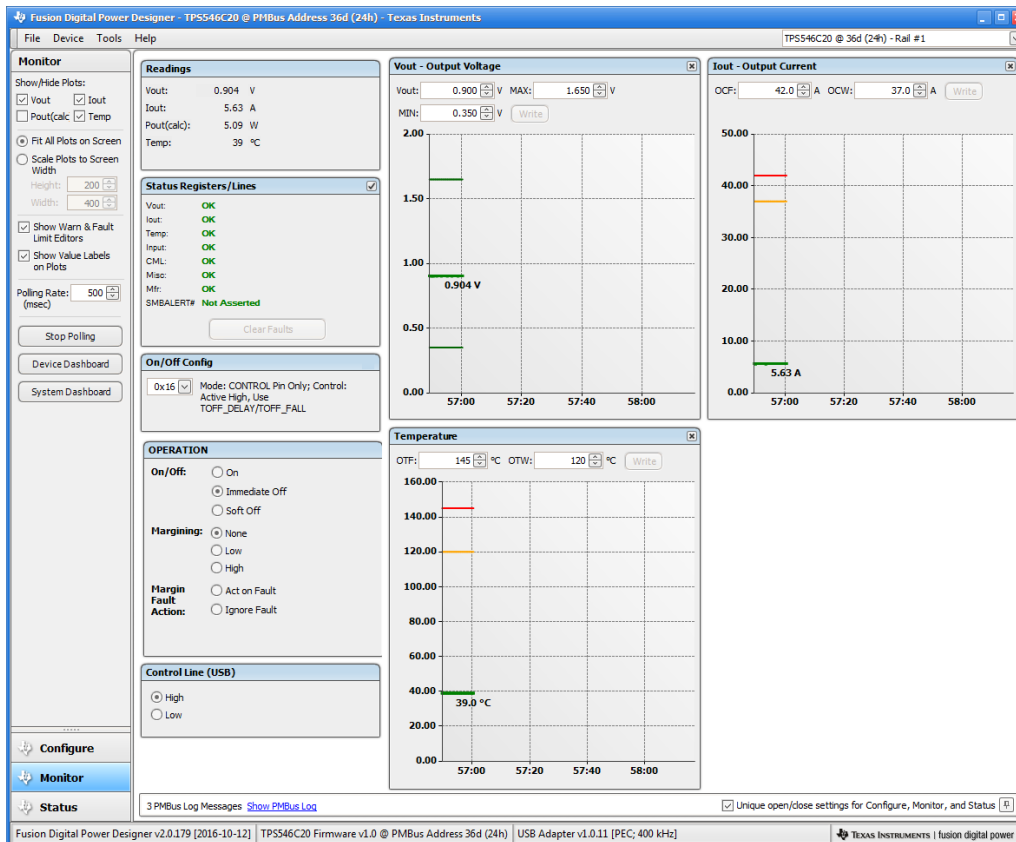 Fusion Digital Power Designer - TPS546C20 @ PMBus Address 36d (24h) - Texas Instruments
File Device Tools Help
TPS546C20 @ 36d (24h) - Rail #1
Monitor
Show/Hide Plots:
Vout Iout
Pout(calc Temp
Fit All Plots on Screen
Scale Plots to Screen
Width
Height: 200
Width: 400
Show Warn & Fault
Limit Editors
Show Value Labels
on Plots
Polling Rate: 500
(msec)
Stop Polling
Device Dashboard
System Dashboard
Configure
Monitor
Status
Readings
Vout: 0.904 V
Iout: 5.63 A
Pout(calc): 5.09 W
Temp: 39 ºC
Status Registers/Lines
Vout: OK
Iout: OK
Temp: OK
Input: OK
CML: OK
Misc: OK
Mfr: OK
SMBALERT# Not Asserted
Clear Faults
On/Off Config
0x16 Mode: CONTROL Pin Only; Control:
Active High, Use
TOFF_DELAY/TOFF_FALL
OPERATION
On/Off: On
Immediate Off
Soft Off
Margining: None
Low
High
Margin
Fault
Action:
Act on Fault
Ignore Fault
Control Line (USB)
High
Low
Vout - Output Voltage
Vout: 0.900 V MAX: 1.650 V
MIN: 0.350 V Write
2.00
1.50
1.00
0.904 V
0.50
0.00
57:00 57:20 57:40 58:00
Iout - Output Current
OCF: 42.0 A OCW: 37.0 A Write
50.00
40.00
30.00
20.00
10.00
5.63 A
0.00
57:00 57:20 57:40 58:00
Temperature
OTF: 145 ºC OTW: 120 ºC Write
160.00
140.00
120.00
100.00
80.00
60.00
40.00
39.0 ºC
20.00
0.00
57:00 57:20 57:40 58:00
3 PMBus Log Messages Show PMBus Log
Unique open/close settings for Configure, Monitor, and Status
Fusion Digital Power Designer v2.0.179 [2016-10-12] TPS546C20 Firmware v1.0 @ PMBus Address 36d (24h) USB Adapter v1.0.11 [PEC; 400 kHz] TEXAS INSTRUMENTS | fusion digital power